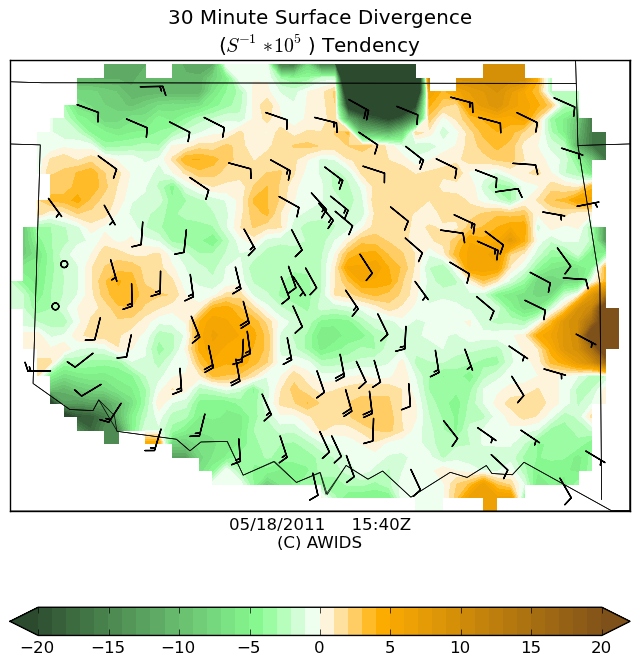 30 Minute Surface Divergence
(S⁻¹ *10⁵ ) Tendency
05/18/2011 15:40Z
(C) AWIDS
−20 −15 −10 −5 0 5 10 15 20